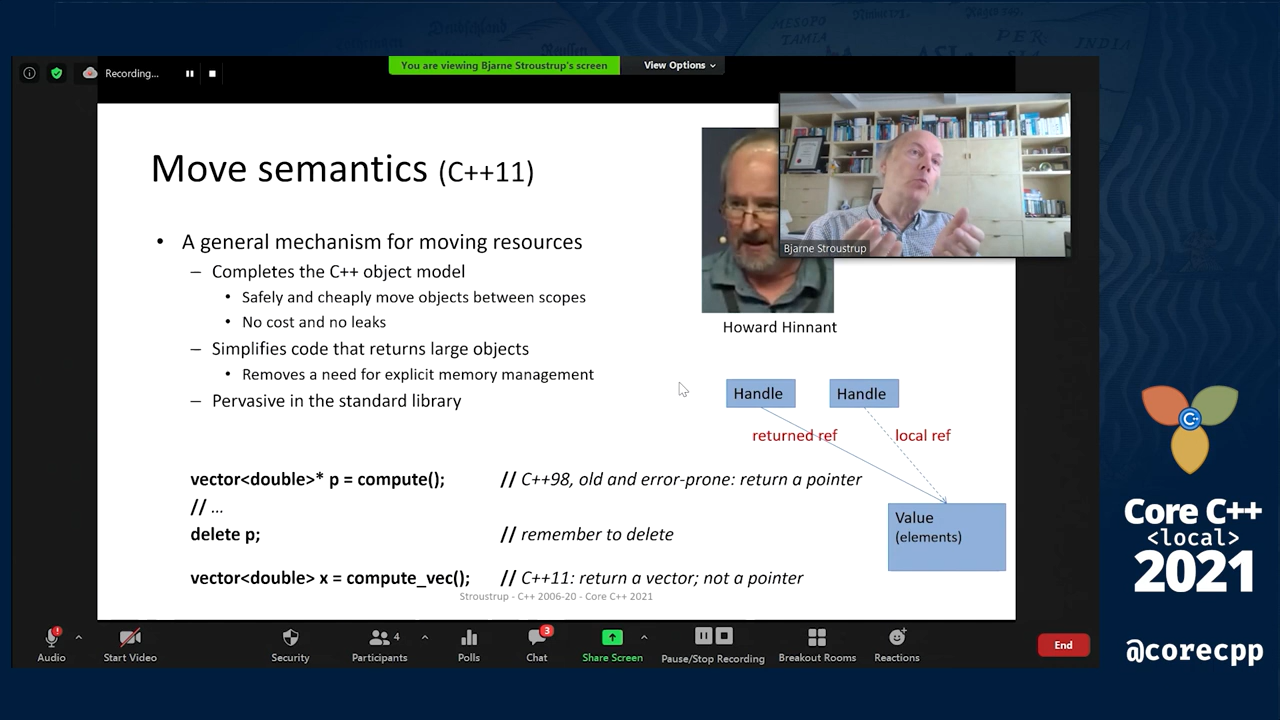 MESOPO
TAMIA
PER
INDIA
Recording...
You are viewing Bjarne Stroustrup's screen
View Options
Move semantics (C++11)
• A general mechanism for moving resources
– Completes the C++ object model
• Safely and cheaply move objects between scopes
• No cost and no leaks
– Simplifies code that returns large objects
• Removes a need for explicit memory management
– Pervasive in the standard library
Bjarne Stroustrup
Howard Hinnant
Handle Handle
returned ref local ref
Value
(elements)
vector<double>* p = compute(); // C++98, old and error-prone: return a pointer
// …
delete p; // remember to delete
vector<double> x = compute_vec(); // C++11: return a vector; not a pointer
Stroustrup - C++ 2006-20 - Core C++ 2021
Audio
Start Video
Security
4
Participants
Polls
3
Chat
Share Screen
Pause/Stop Recording
Breakout Rooms
Reactions
End
C++
Core C++
<local>
2021
@corecpp